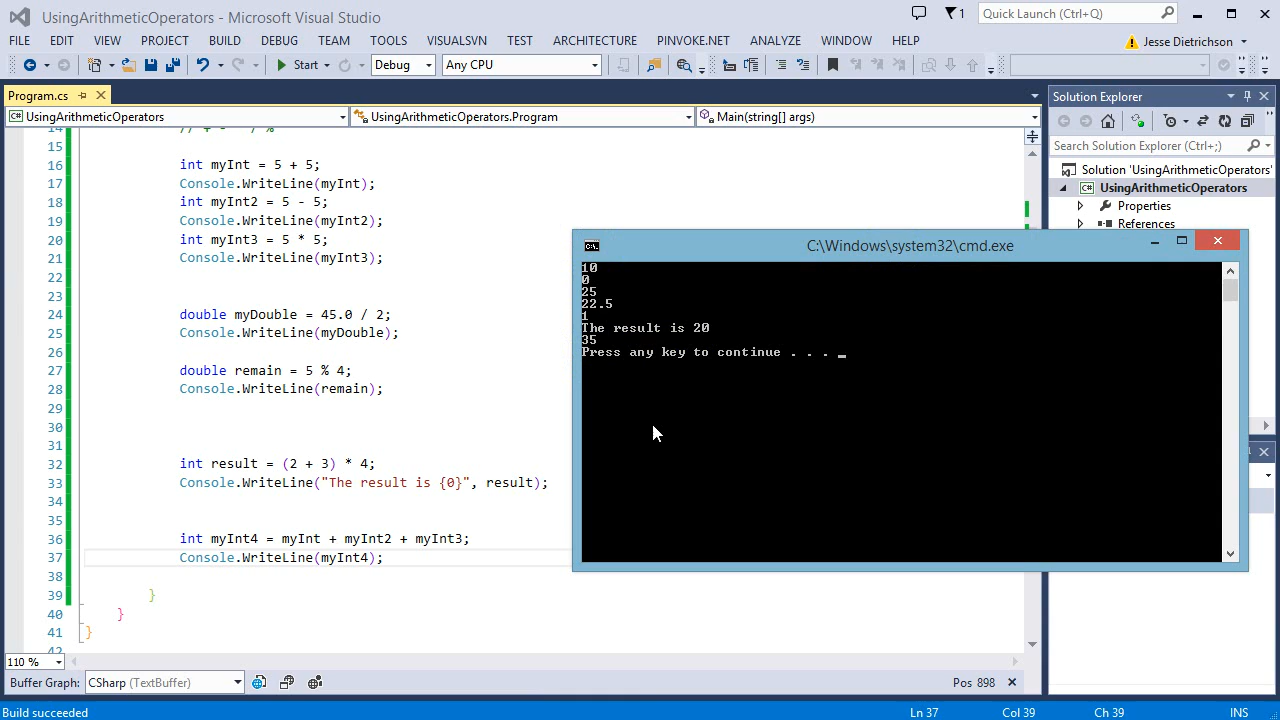 UsingArithmeticOperators - Microsoft Visual Studio
1
Quick Launch (Ctrl+Q)
FILE EDIT VIEW PROJECT BUILD DEBUG TEAM TOOLS VISUALSVN TEST ARCHITECTURE PINVOKE.NET ANALYZE WINDOW HELP
Jesse Dietrichson
Start Debug Any CPU
Program.cs
UsingArithmeticOperators UsingArithmeticOperators.Program Main(string[] args)
Solution Explorer
Search Solution Explorer (Ctrl+;)
Solution 'UsingArithmeticOperators'
UsingArithmeticOperators
Properties
References
15
16 int myInt = 5 + 5;
17 Console.WriteLine(myInt);
18 int myInt2 = 5 - 5;
19 Console.WriteLine(myInt2);
20 int myInt3 = 5 * 5;
21 Console.WriteLine(myInt3);
22
23
24 double myDouble = 45.0 / 2;
25 Console.WriteLine(myDouble);
26
27 double remain = 5 % 4;
28 Console.WriteLine(remain);
29
30
31
32 int result = (2 + 3) * 4;
33 Console.WriteLine("The result is {0}", result);
34
35
36 int myInt4 = myInt + myInt2 + myInt3;
37 Console.WriteLine(myInt4);
38
39 }
40 }
41 }
C:\Windows\system32\cmd.exe
10
0
25
22.5
1
The result is 20
35
Press any key to continue . . . _
110 %
Buffer Graph: CSharp (TextBuffer) Pos 898
Build succeeded Ln 37 Col 39 Ch 39 INS